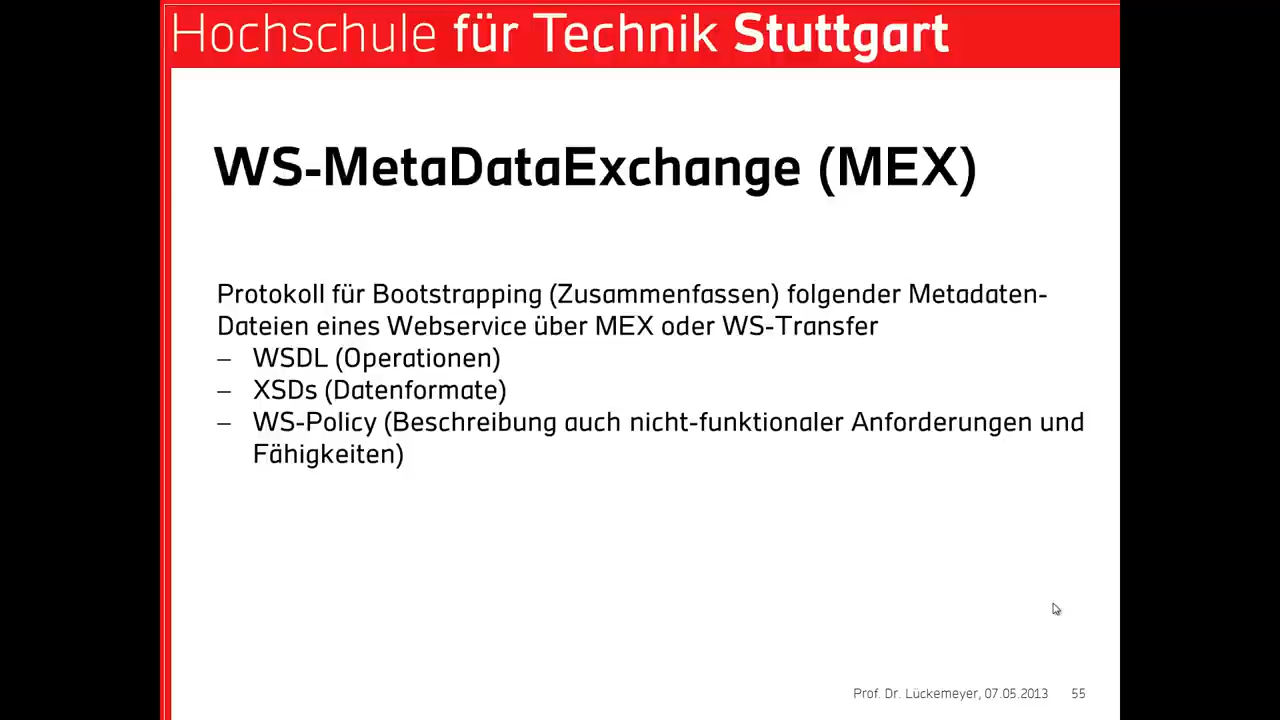 Hochschule für Technik Stuttgart
WS-MetaDataExchange (MEX)
Protokoll für Bootstrapping (Zusammenfassen) folgender Metadaten-
Dateien eines Webservice über MEX oder WS-Transfer
– WSDL (Operationen)
– XSDs (Datenformate)
– WS-Policy (Beschreibung auch nicht-funktionaler Anforderungen und
Fähigkeiten)
Prof. Dr. Lückemeyer, 07.05.2013 55